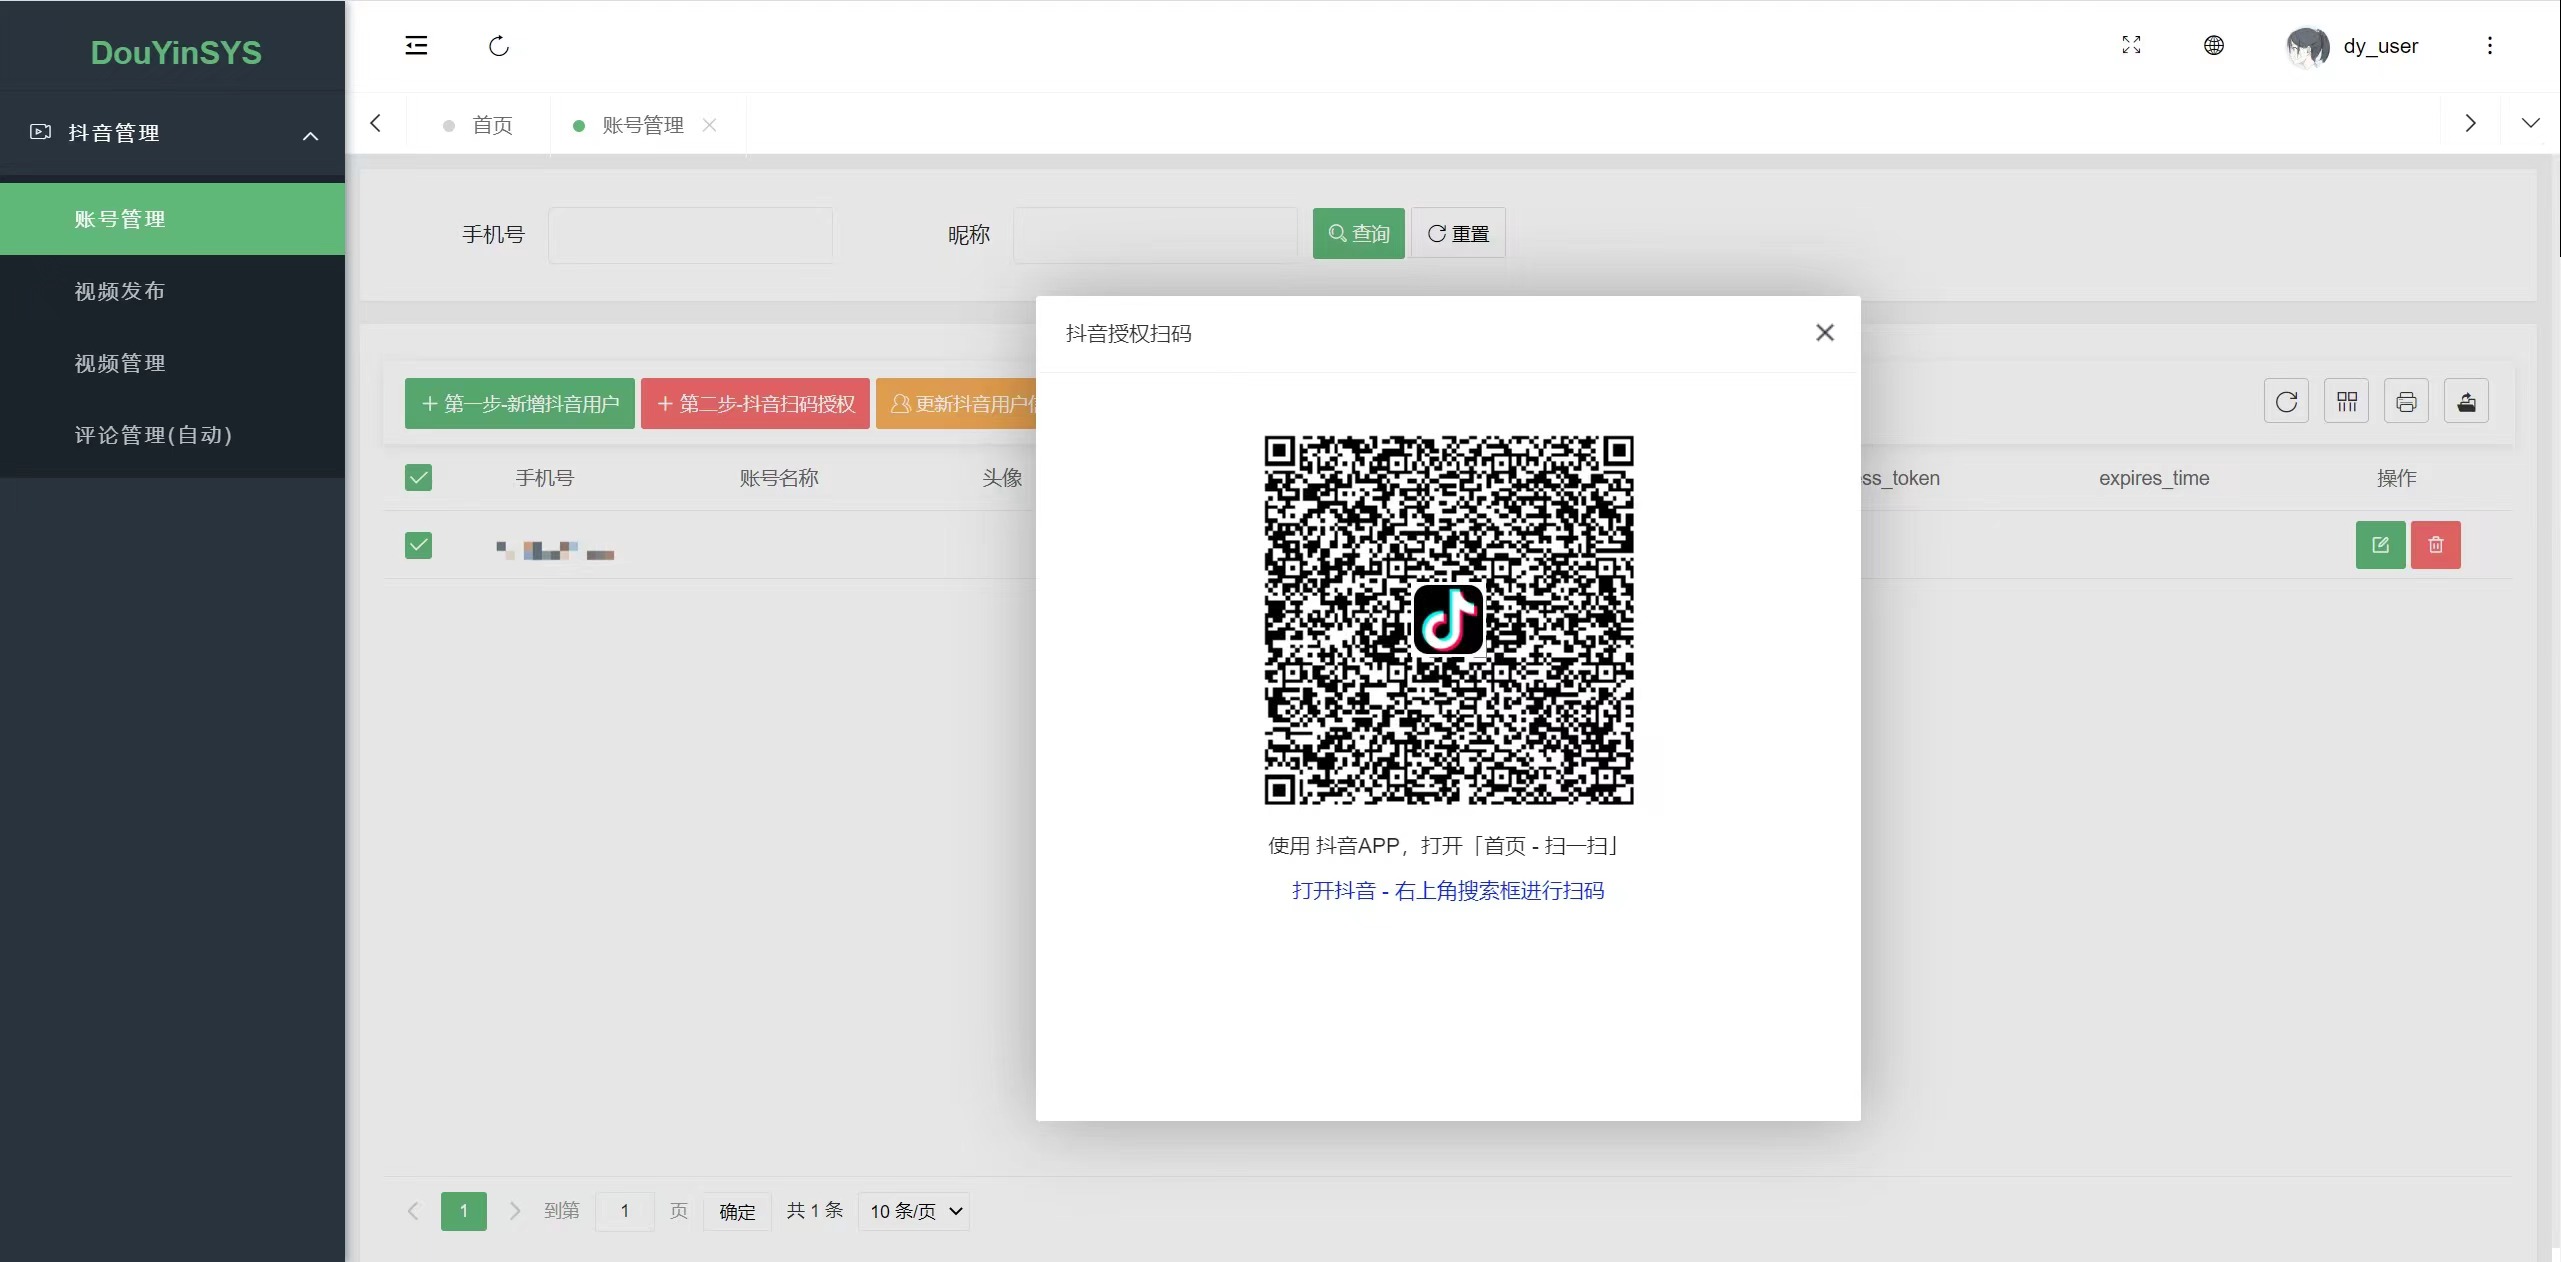 DouYinSYS
dy_user
抖音管理
首页
账号管理
账号管理
视频发布
视频管理
评论管理(自动)
手机号
昵称
查询
重置
抖音授权扫码
第一步-新增抖音用户
第二步-抖音扫码授权
更新抖音用户
手机号
账号名称
头像
ss_token
expires_time
操作
使用 抖音APP，打开「首页 - 扫一扫」
打开抖音 - 右上角搜索框进行扫码
1
到第
1
页
确定
共 1 条
10 条/页